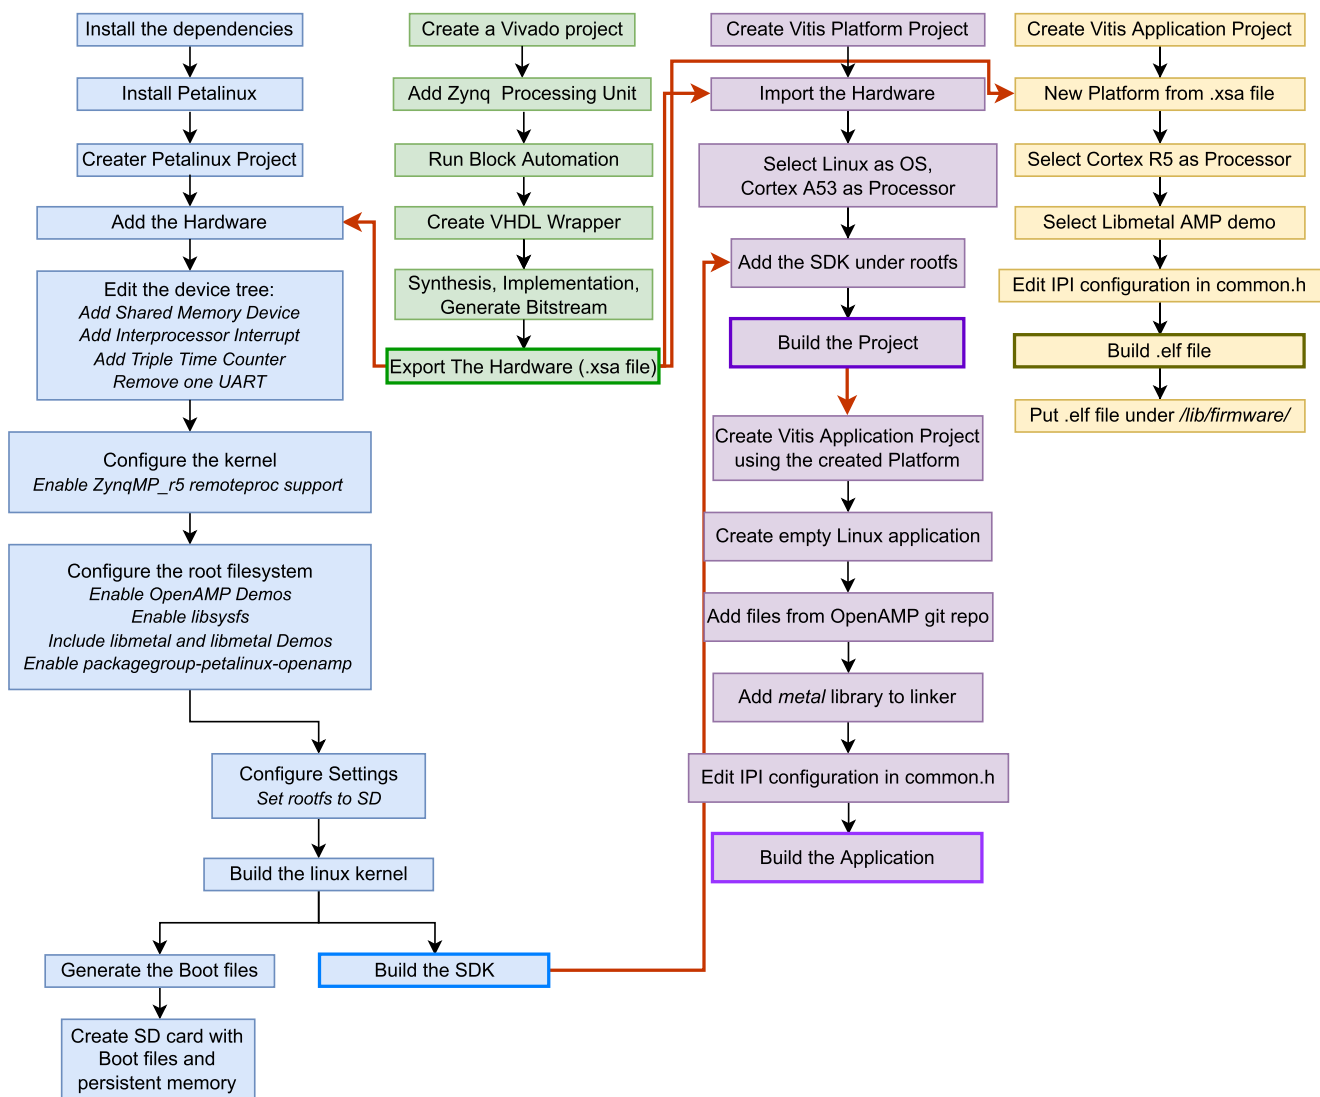 Install the dependencies
Install Petalinux
Creater Petalinux Project
Add the Hardware
Edit the device tree:
Add Shared Memory Device
Add Interprocessor Interrupt
Add Triple Time Counter
Remove one UART
Configure the kernel
Enable ZynqMP_r5 remoteproc support
Configure the root filesystem
Enable OpenAMP Demos
Enable libsysfs
Include libmetal and libmetal Demos
Enable packagegroup-petalinux-openamp
Configure Settings
Set rootfs to SD
Build the linux kernel
Generate the Boot files
Create SD card with
Boot files and
persistent memory
Build the SDK
Create a Vivado project
Add Zynq Processing Unit
Run Block Automation
Create VHDL Wrapper
Synthesis, Implementation,
Generate Bitstream
Export The Hardware (.xsa file)
Create Vitis Platform Project
Import the Hardware
Select Linux as OS,
Cortex A53 as Processor
Add the SDK under rootfs
Build the Project
Create Vitis Application Project
using the created Platform
Create empty Linux application
Add files from OpenAMP git repo
Add metal library to linker
Edit IPI configuration in common.h
Build the Application
Create Vitis Application Project
New Platform from .xsa file
Select Cortex R5 as Processor
Select Libmetal AMP demo
Edit IPI configuration in common.h
Build .elf file
Put .elf file under /lib/firmware/